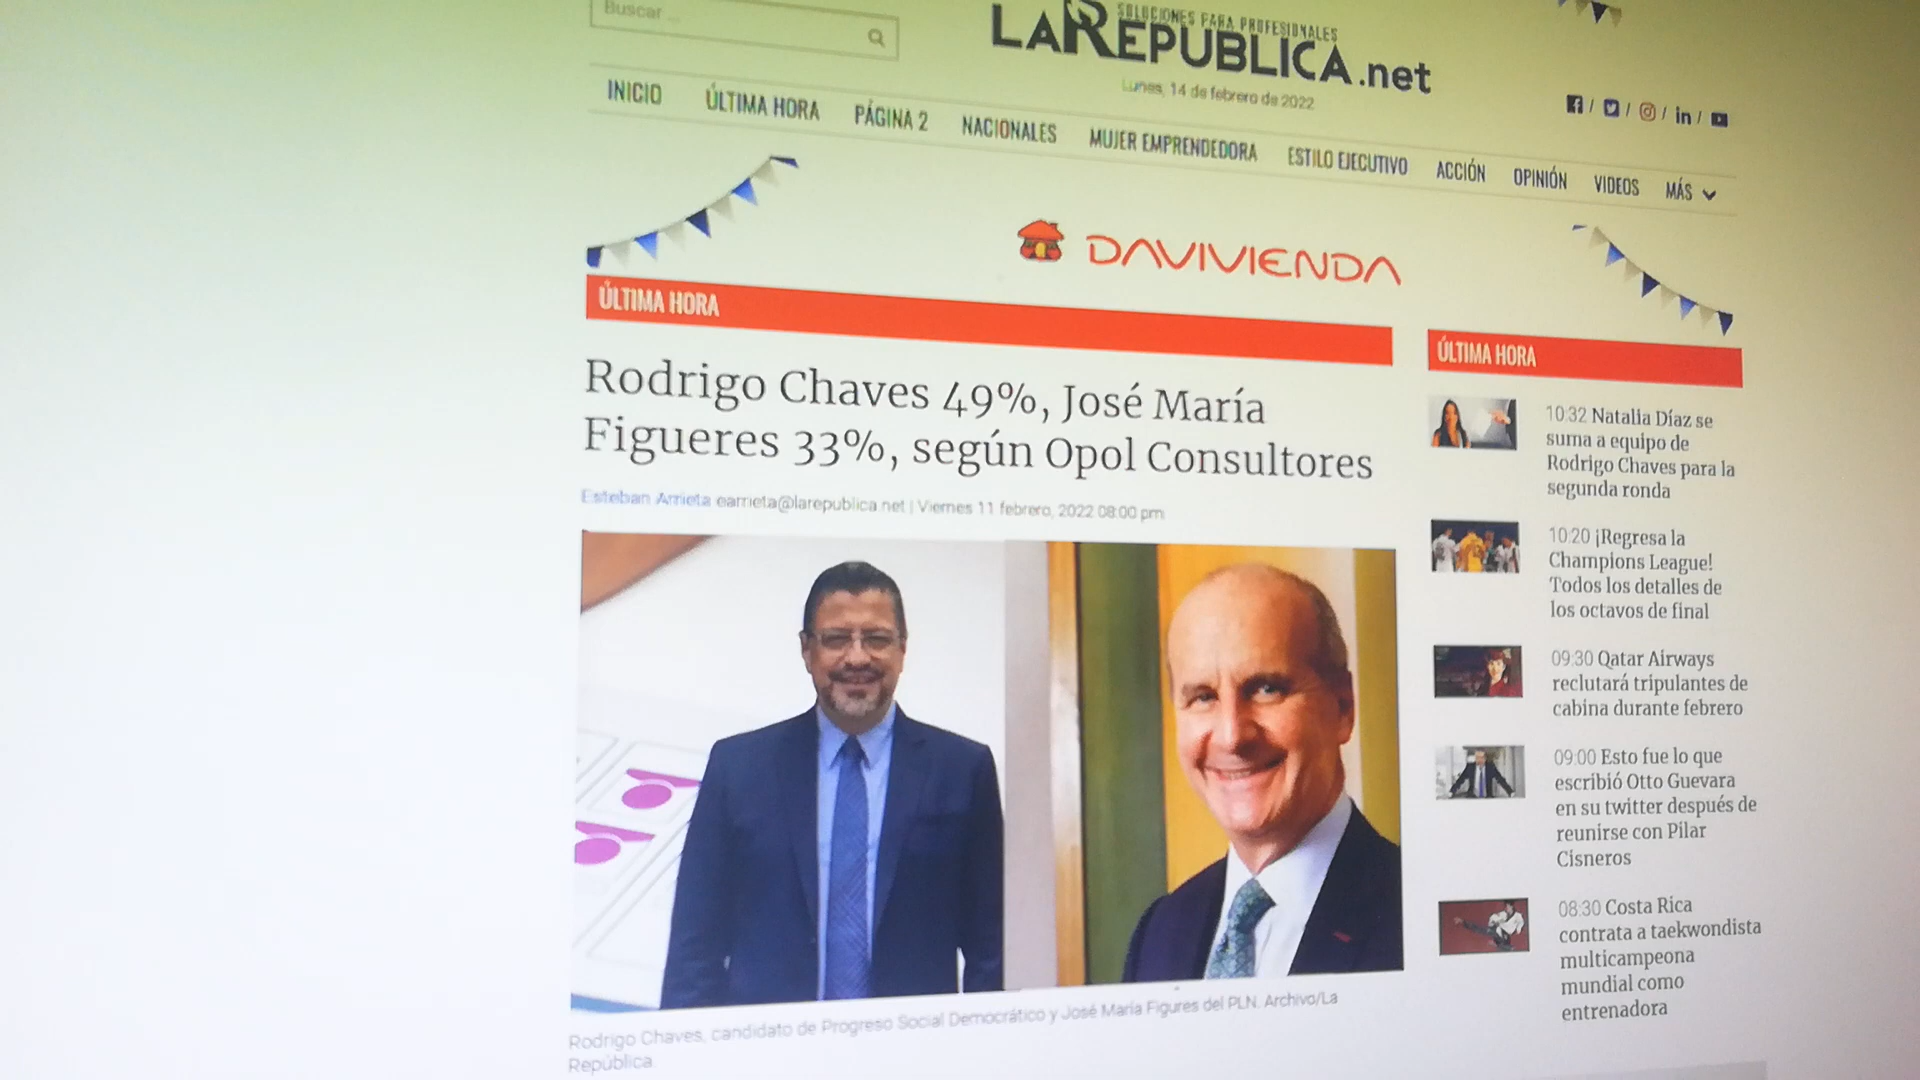 Buscar ...
SOLUCIONES PARA PROFESIONALES
LAREPUBLICA.net
Lunes, 14 de febrero de 2022
INICIO
ÚLTIMA HORA
PÁGINA 2
NACIONALES
MUJER EMPRENDEDORA
ESTILO EJECUTIVO
ACCIÓN
OPINIÓN
VIDEOS
MÁS
DAVIVIENDA
ÚLTIMA HORA
Rodrigo Chaves 49%, José María
Figueres 33%, según Opol Consultores
Esteban Arrieta earrieta@larepublica.net | Viernes 11 febrero, 2022 08:00 pm
Rodrigo Chaves, candidato de Progreso Social Democrático y José María Figures del PLN. Archivo/La
República
ÚLTIMA HORA
10:32 Natalia Díaz se
suma a equipo de
Rodrigo Chaves para la
segunda ronda
10:20 ¡Regresa la
Champions League!
Todos los detalles de
los octavos de final
09:30 Qatar Airways
reclutará tripulantes de
cabina durante febrero
09:00 Esto fue lo que
escribió Otto Guevara
en su twitter después de
reunirse con Pilar
Cisneros
08:30 Costa Rica
contrata a taekwondista
multicampeona
mundial como
entrenadora